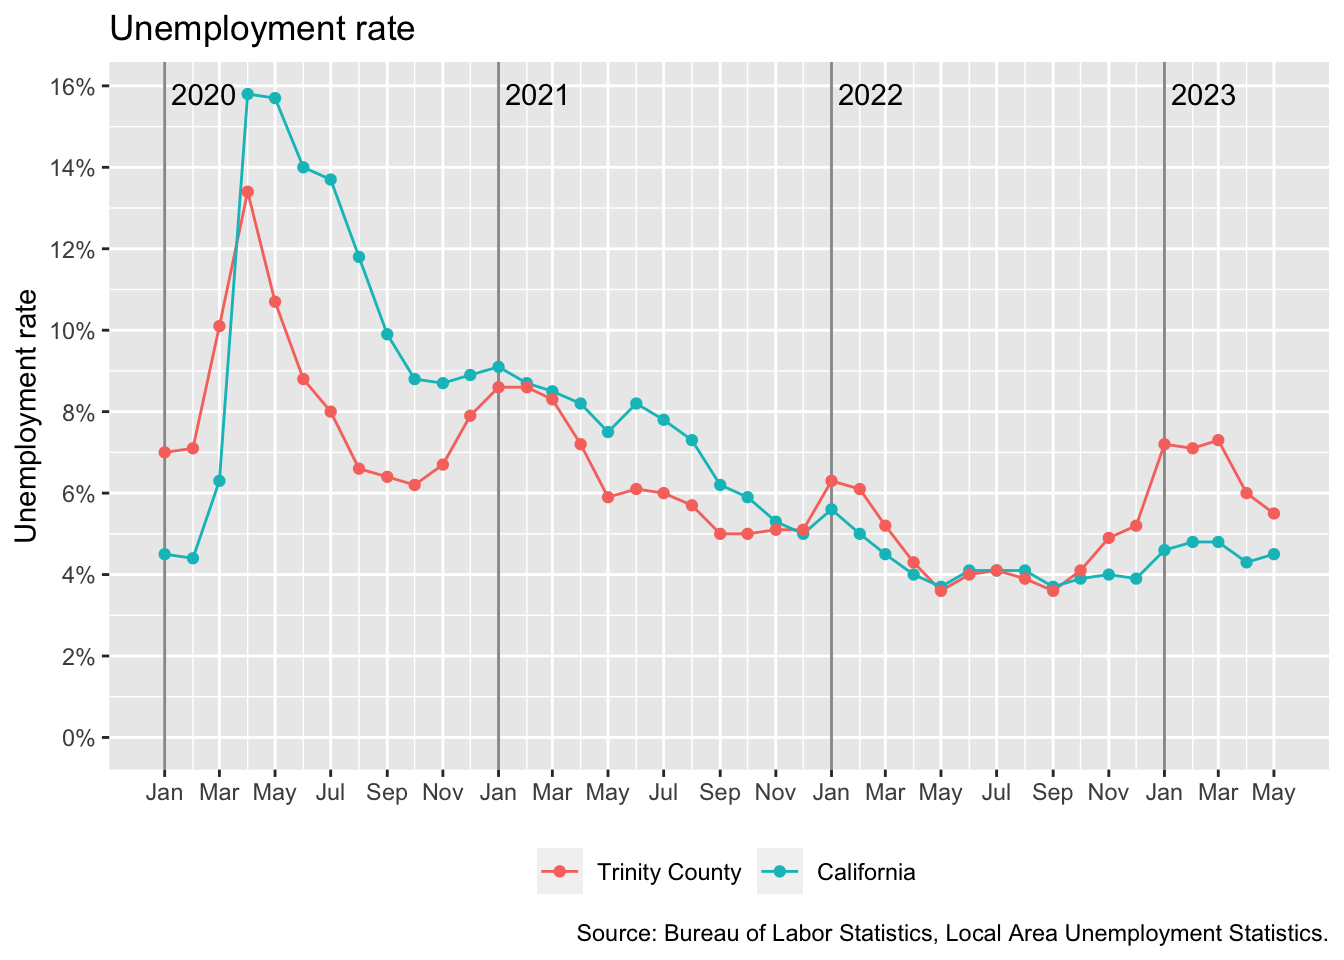 Unemployment rate
Unemployment rate
16%
14%
12%
10%
8%
6%
4%
2%
0%
2020 2021 2022 2023
Jan Mar May Jul Sep Nov Jan Mar May Jul Sep Nov Jan Mar May Jul Sep Nov Jan Mar May
Trinity County California
Source: Bureau of Labor Statistics, Local Area Unemployment Statistics.